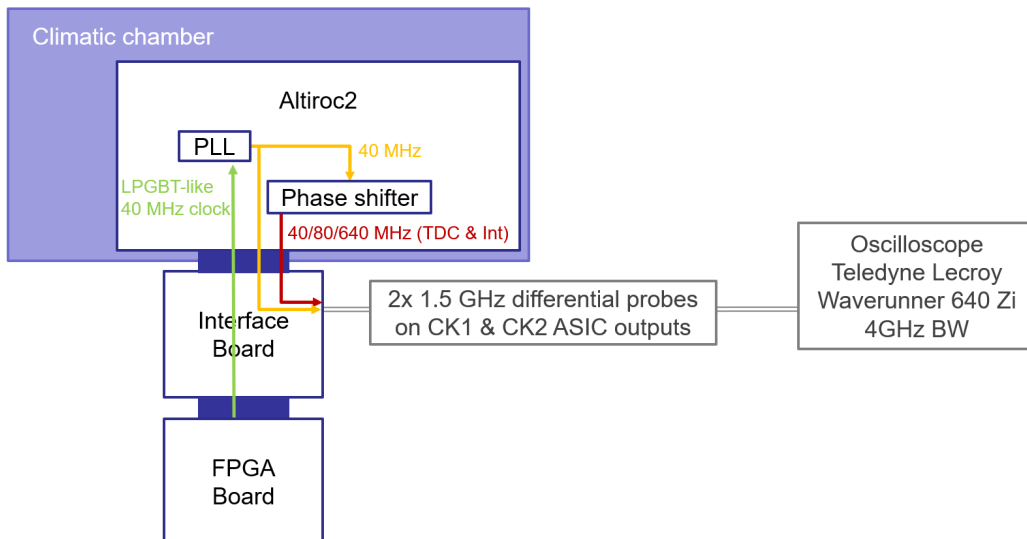 Climatic chamber
Altiroc2
PLL
40 MHz
LPGBT-like
40 MHz clock
Phase shifter
40/80/640 MHz (TDC & Int)
Interface
Board
2x 1.5 GHz differential probes
on CK1 & CK2 ASIC outputs
Oscilloscope
Teledyne Lecroy
Waverunner 640 Zi
4GHz BW
FPGA
Board